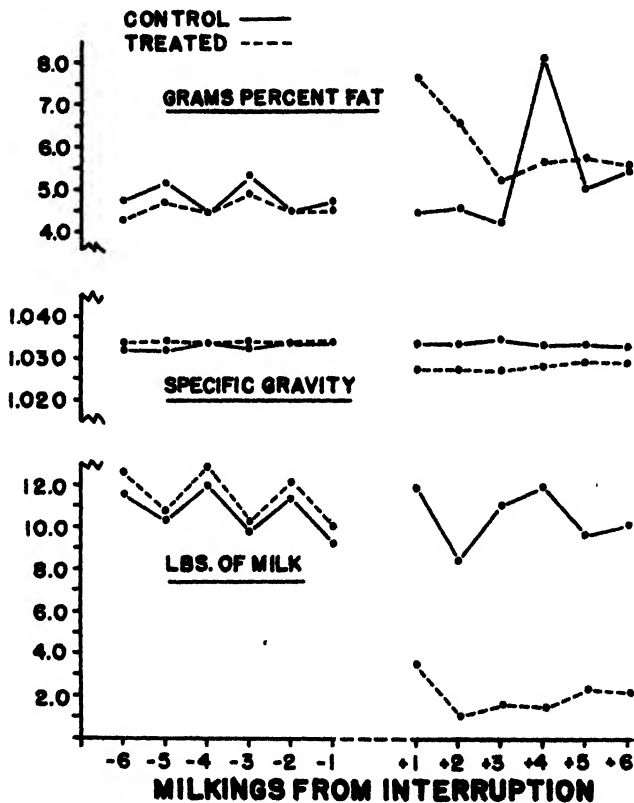 CONTROL
TREATED
8.0
7.0
6.0
5.0
4.0
GRAMS PERCENT FAT
1.040
1.030
1.020
SPECIFIC GRAVITY
12.0
10.0
8.0
6.0
4.0
2.0
LBS. OF MILK
-6 -5 -4 -3 -2 -1 +1 +2 +3 +4 +5 +6
MILKINGS FROM INTERRUPTION